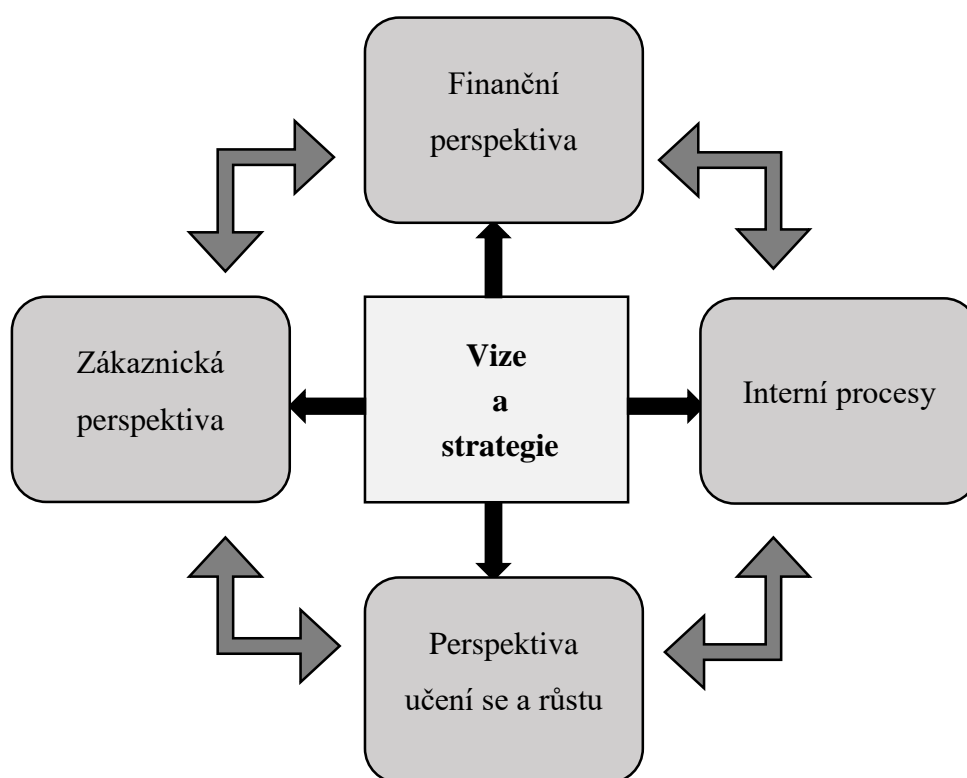 Finanční
perspektiva
Zákaznická
perspektiva
Vize
a
strategie
Interní procesy
Perspektiva
učení se a růstu